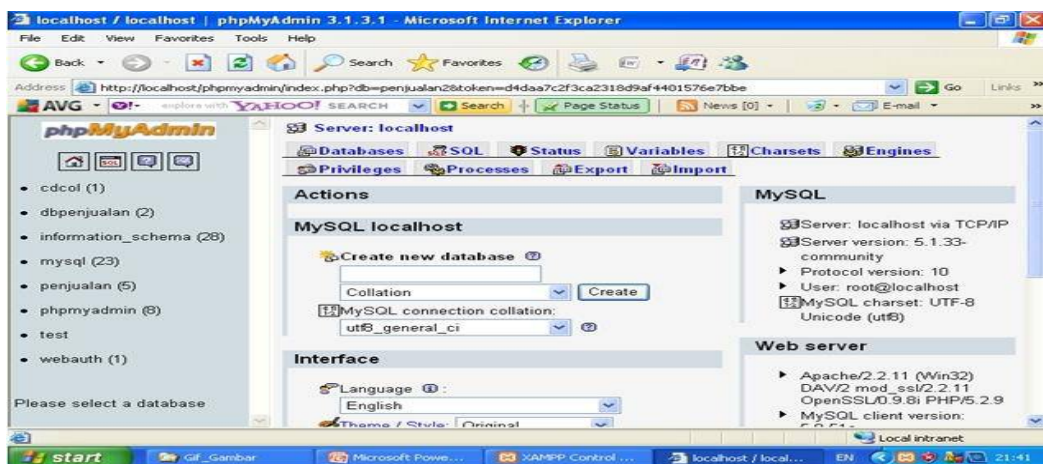 localhost / localhost | phpMyAdmin 3.1.3.1 - Microsoft Internet Explorer
File Edit View Favorites Tools Help
Back Search Favorites
Address http://localhost/phpmyadmin/index.php?db=penjualan2&token=d4daa7c2f3ca2318d9af4401576e7bbe Go Links
AVG explore with YAHOO! SEARCH Search Page Status News [0] E-mail
phpMyAdmin
cdcol (1)
dbpenjualan (2)
information_schema (28)
mysql (23)
penjualan (5)
phpmyadmin (8)
test
webauth (1)
Please select a database
Server: localhost
Databases SQL Status Variables Charsets Engines
Privileges Processes Export Import
Actions
MySQL localhost
Create new database
Collation Create
MySQL connection collation:
utf8_general_ci
Interface
Language :
English
Theme / Style: Original
MySQL
Server: localhost via TCP/IP
Server version: 5.1.33-
community
Protocol version: 10
User: root@localhost
MySQL charset: UTF-8
Unicode (utf8)
Web server
Apache/2.2.11 (Win32)
DAV/2 mod_ssl/2.2.11
OpenSSL/0.9.8i PHP/5.2.9
MySQL client version:
Local intranet
start Gif_Gambar Microsoft Powe... XAMPP Control ... localhost / local... EN 21:41